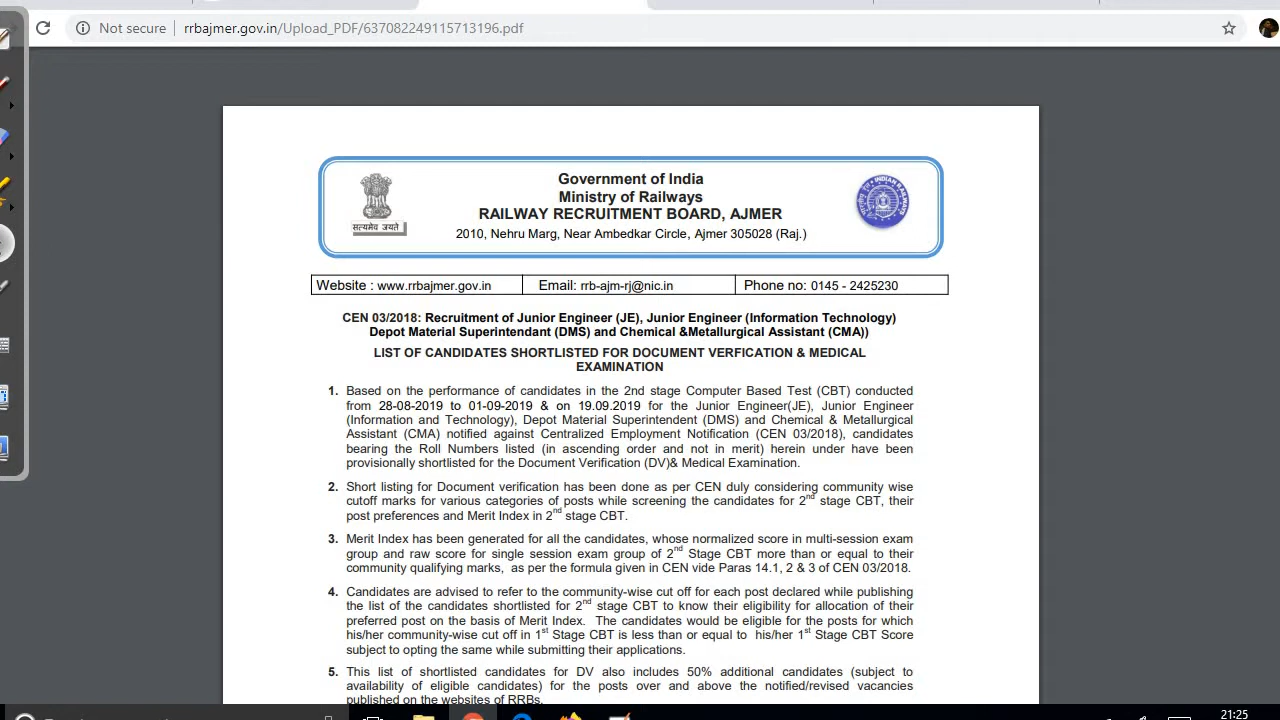 Not secure
rrbajmer.gov.in/Upload_PDF/637082249115713196.pdf
Government of India
Ministry of Railways
RAILWAY RECRUITMENT BOARD, AJMER
2010, Nehru Marg, Near Ambedkar Circle, Ajmer 305028 (Raj.)
सत्यमेव जयते
INDIAN RAILWAYS
Website : www.rrbajmer.gov.in Email: rrb-ajm-rj@nic.in Phone no: 0145 - 2425230
CEN 03/2018: Recruitment of Junior Engineer (JE), Junior Engineer (Information Technology)
Depot Material Superintendant (DMS) and Chemical &Metallurgical Assistant (CMA))
LIST OF CANDIDATES SHORTLISTED FOR DOCUMENT VERFICATION & MEDICAL
EXAMINATION
1. Based on the performance of candidates in the 2nd stage Computer Based Test (CBT) conducted
from 28-08-2019 to 01-09-2019 & on 19.09.2019 for the Junior Engineer(JE), Junior Engineer
(Information and Technology), Depot Material Superintendent (DMS) and Chemical & Metallurgical
Assistant (CMA) notified against Centralized Employment Notification (CEN 03/2018), candidates
bearing the Roll Numbers listed (in ascending order and not in merit) herein under have been
provisionally shortlisted for the Document Verification (DV)& Medical Examination.
2. Short listing for Document verification has been done as per CEN duly considering community wise
cutoff marks for various categories of posts while screening the candidates for 2nd stage CBT, their
post preferences and Merit Index in 2nd stage CBT.
3. Merit Index has been generated for all the candidates, whose normalized score in multi-session exam
group and raw score for single session exam group of 2nd Stage CBT more than or equal to their
community qualifying marks, as per the formula given in CEN vide Paras 14.1, 2 & 3 of CEN 03/2018.
4. Candidates are advised to refer to the community-wise cut off for each post declared while publishing
the list of the candidates shortlisted for 2nd stage CBT to know their eligibility for allocation of their
preferred post on the basis of Merit Index. The candidates would be eligible for the posts for which
his/her community-wise cut off in 1st Stage CBT is less than or equal to his/her 1st Stage CBT Score
subject to opting the same while submitting their applications.
5. This list of shortlisted candidates for DV also includes 50% additional candidates (subject to
availability of eligible candidates) for the posts over and above the notified/revised vacancies
published on the websites of RRBs.
21:25